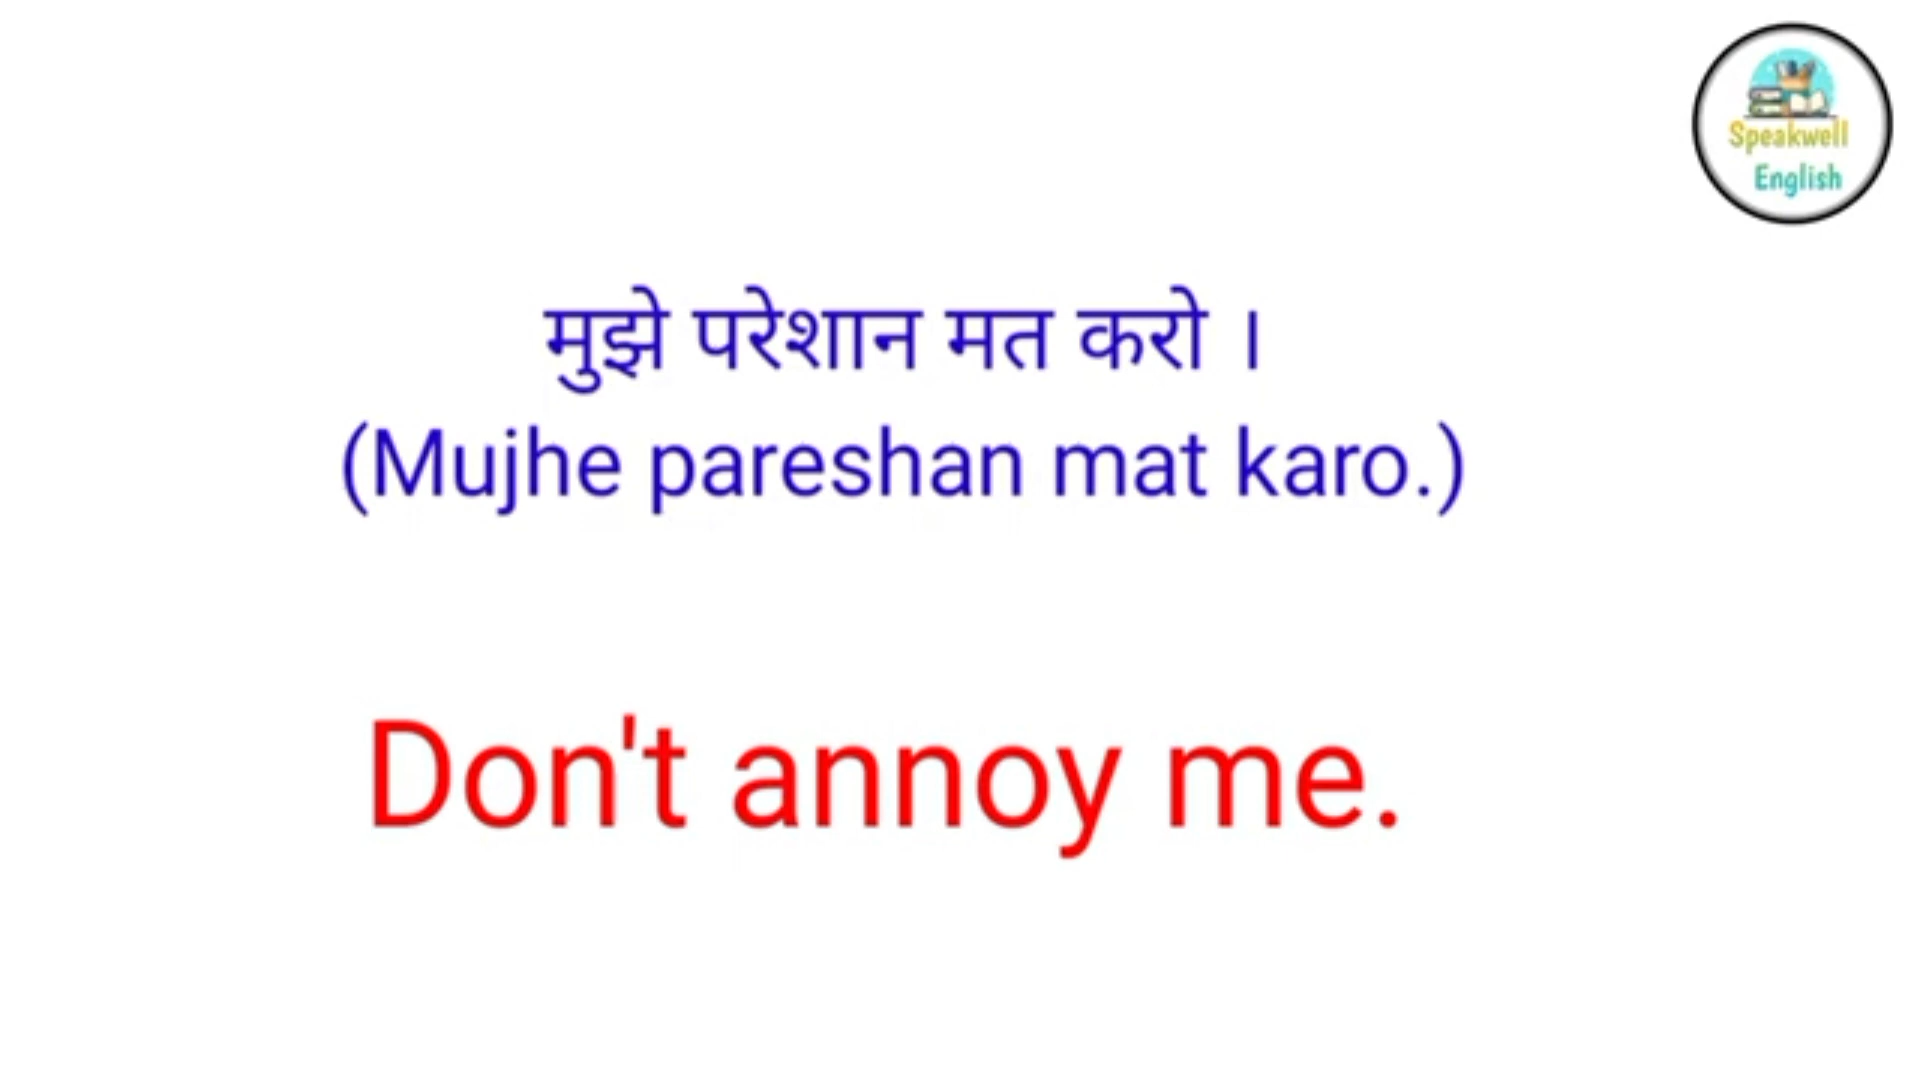 Speakwell
English
मुझे परेशान मत करो ।
(Mujhe pareshan mat karo.)
Don't annoy me.